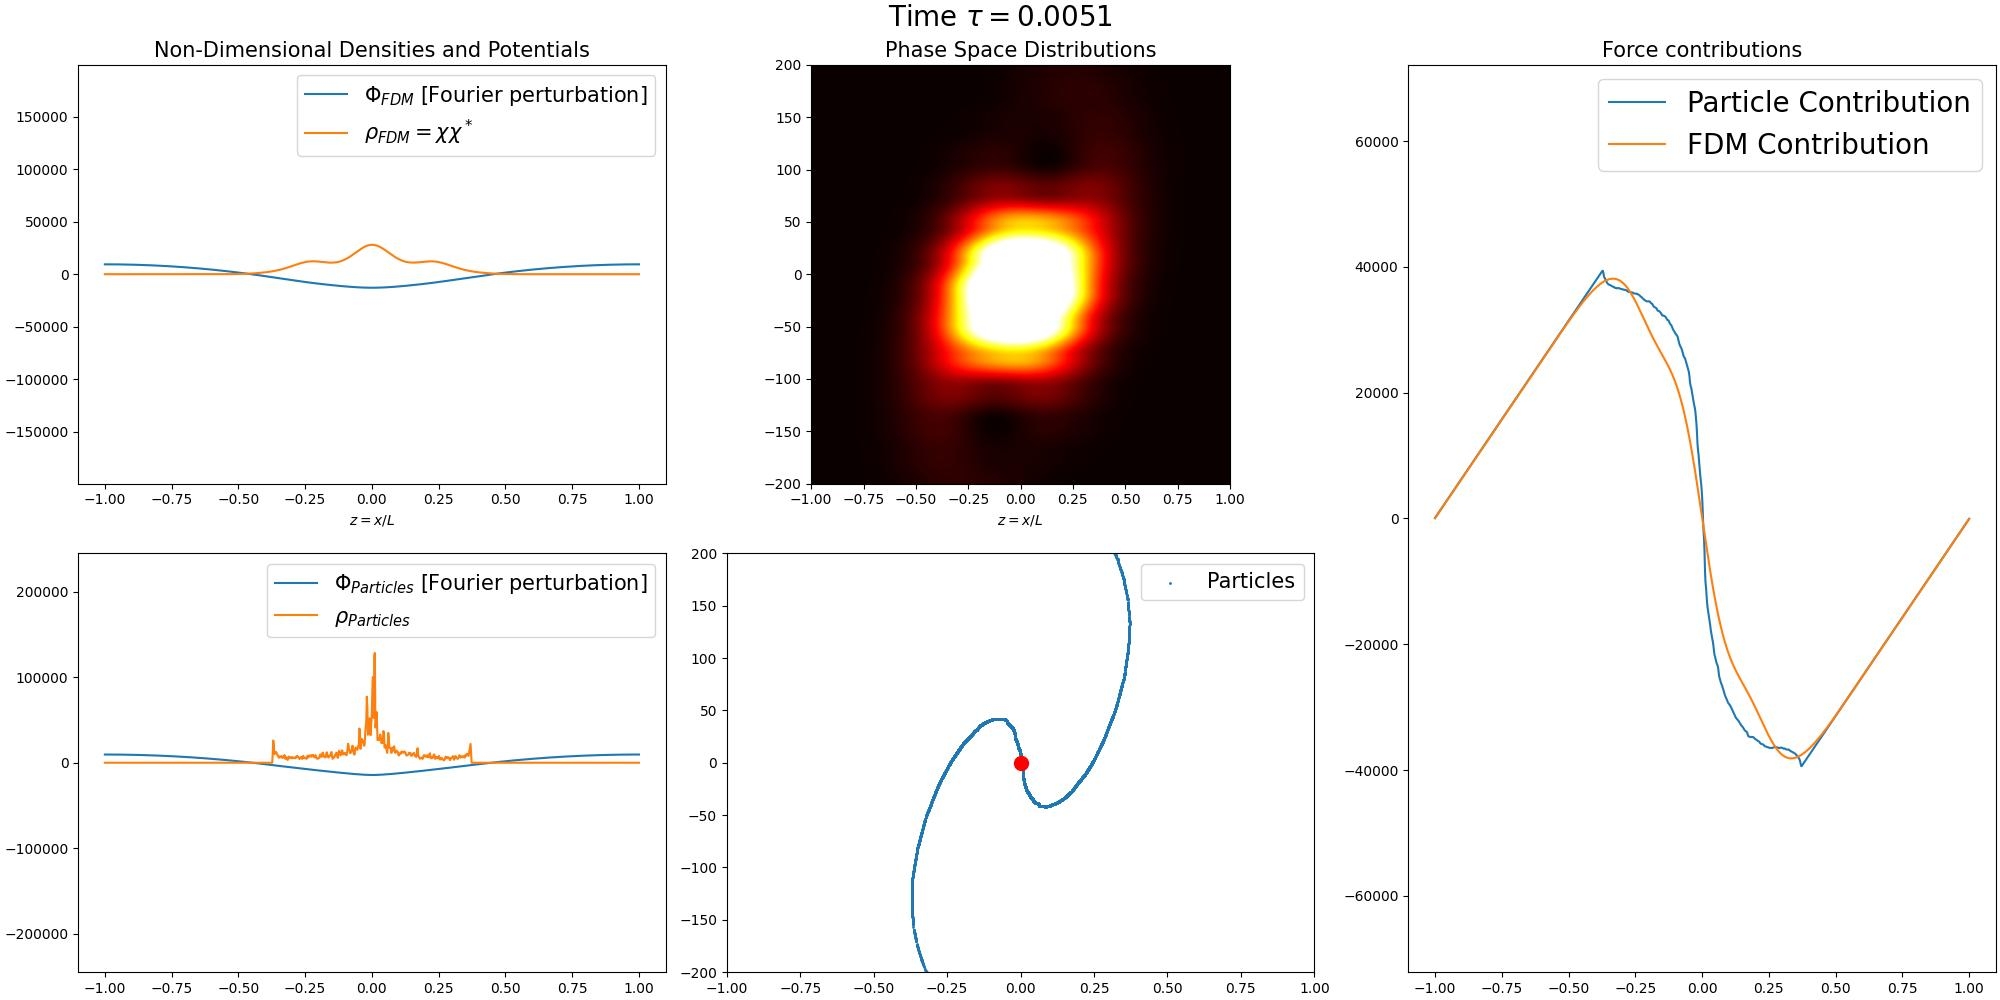 Time τ = 0.0051
Non-Dimensional Densities and Potentials
Φ_FDM [Fourier perturbation]
ρ_FDM = χχ*
150000
100000
50000
0
−50000
−100000
−150000
−1.00 −0.75 −0.50 −0.25 0.00 0.25 0.50 0.75 1.00
z = x/L
Phase Space Distributions
200
150
100
50
0
−50
−100
−150
−200
−1.00 −0.75 −0.50 −0.25 0.00 0.25 0.50 0.75 1.00
z = x/L
Force contributions
Particle Contribution
FDM Contribution
60000
40000
20000
0
−20000
−40000
−60000
−1.00 −0.75 −0.50 −0.25 0.00 0.25 0.50 0.75 1.00
Φ_Particles [Fourier perturbation]
ρ_Particles
200000
100000
0
−100000
−200000
−1.00 −0.75 −0.50 −0.25 0.00 0.25 0.50 0.75 1.00
Particles
200
150
100
50
0
−50
−100
−150
−200
−1.00 −0.75 −0.50 −0.25 0.00 0.25 0.50 0.75 1.00